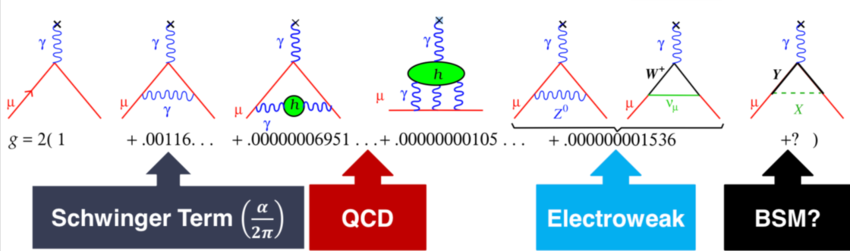 γ γ γ γ γ γ γ
h
h
W⁺ Y
μ μ γ μ γ μ γ μ Z⁰ μ ν_μ μ X
g = 2( 1 + .00116... + .00000006951 ...+ .00000000105 ... + .000000001536 +? )
Schwinger Term (α/2π) QCD Electroweak BSM?